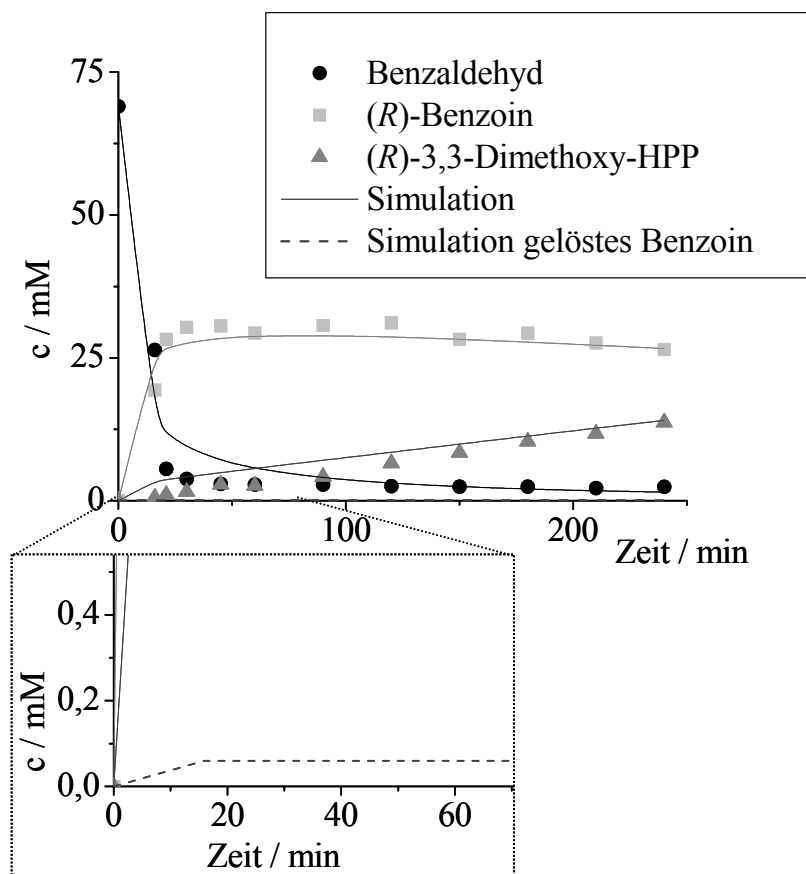 Benzaldehyd
(R)-Benzoin
(R)-3,3-Dimethoxy-HPP
Simulation
Simulation gelöstes Benzoin
75
50
25
0
c / mM
0
100
200
Zeit / min
0,4
0,2
0,0
c / mM
0
20
40
60
Zeit / min